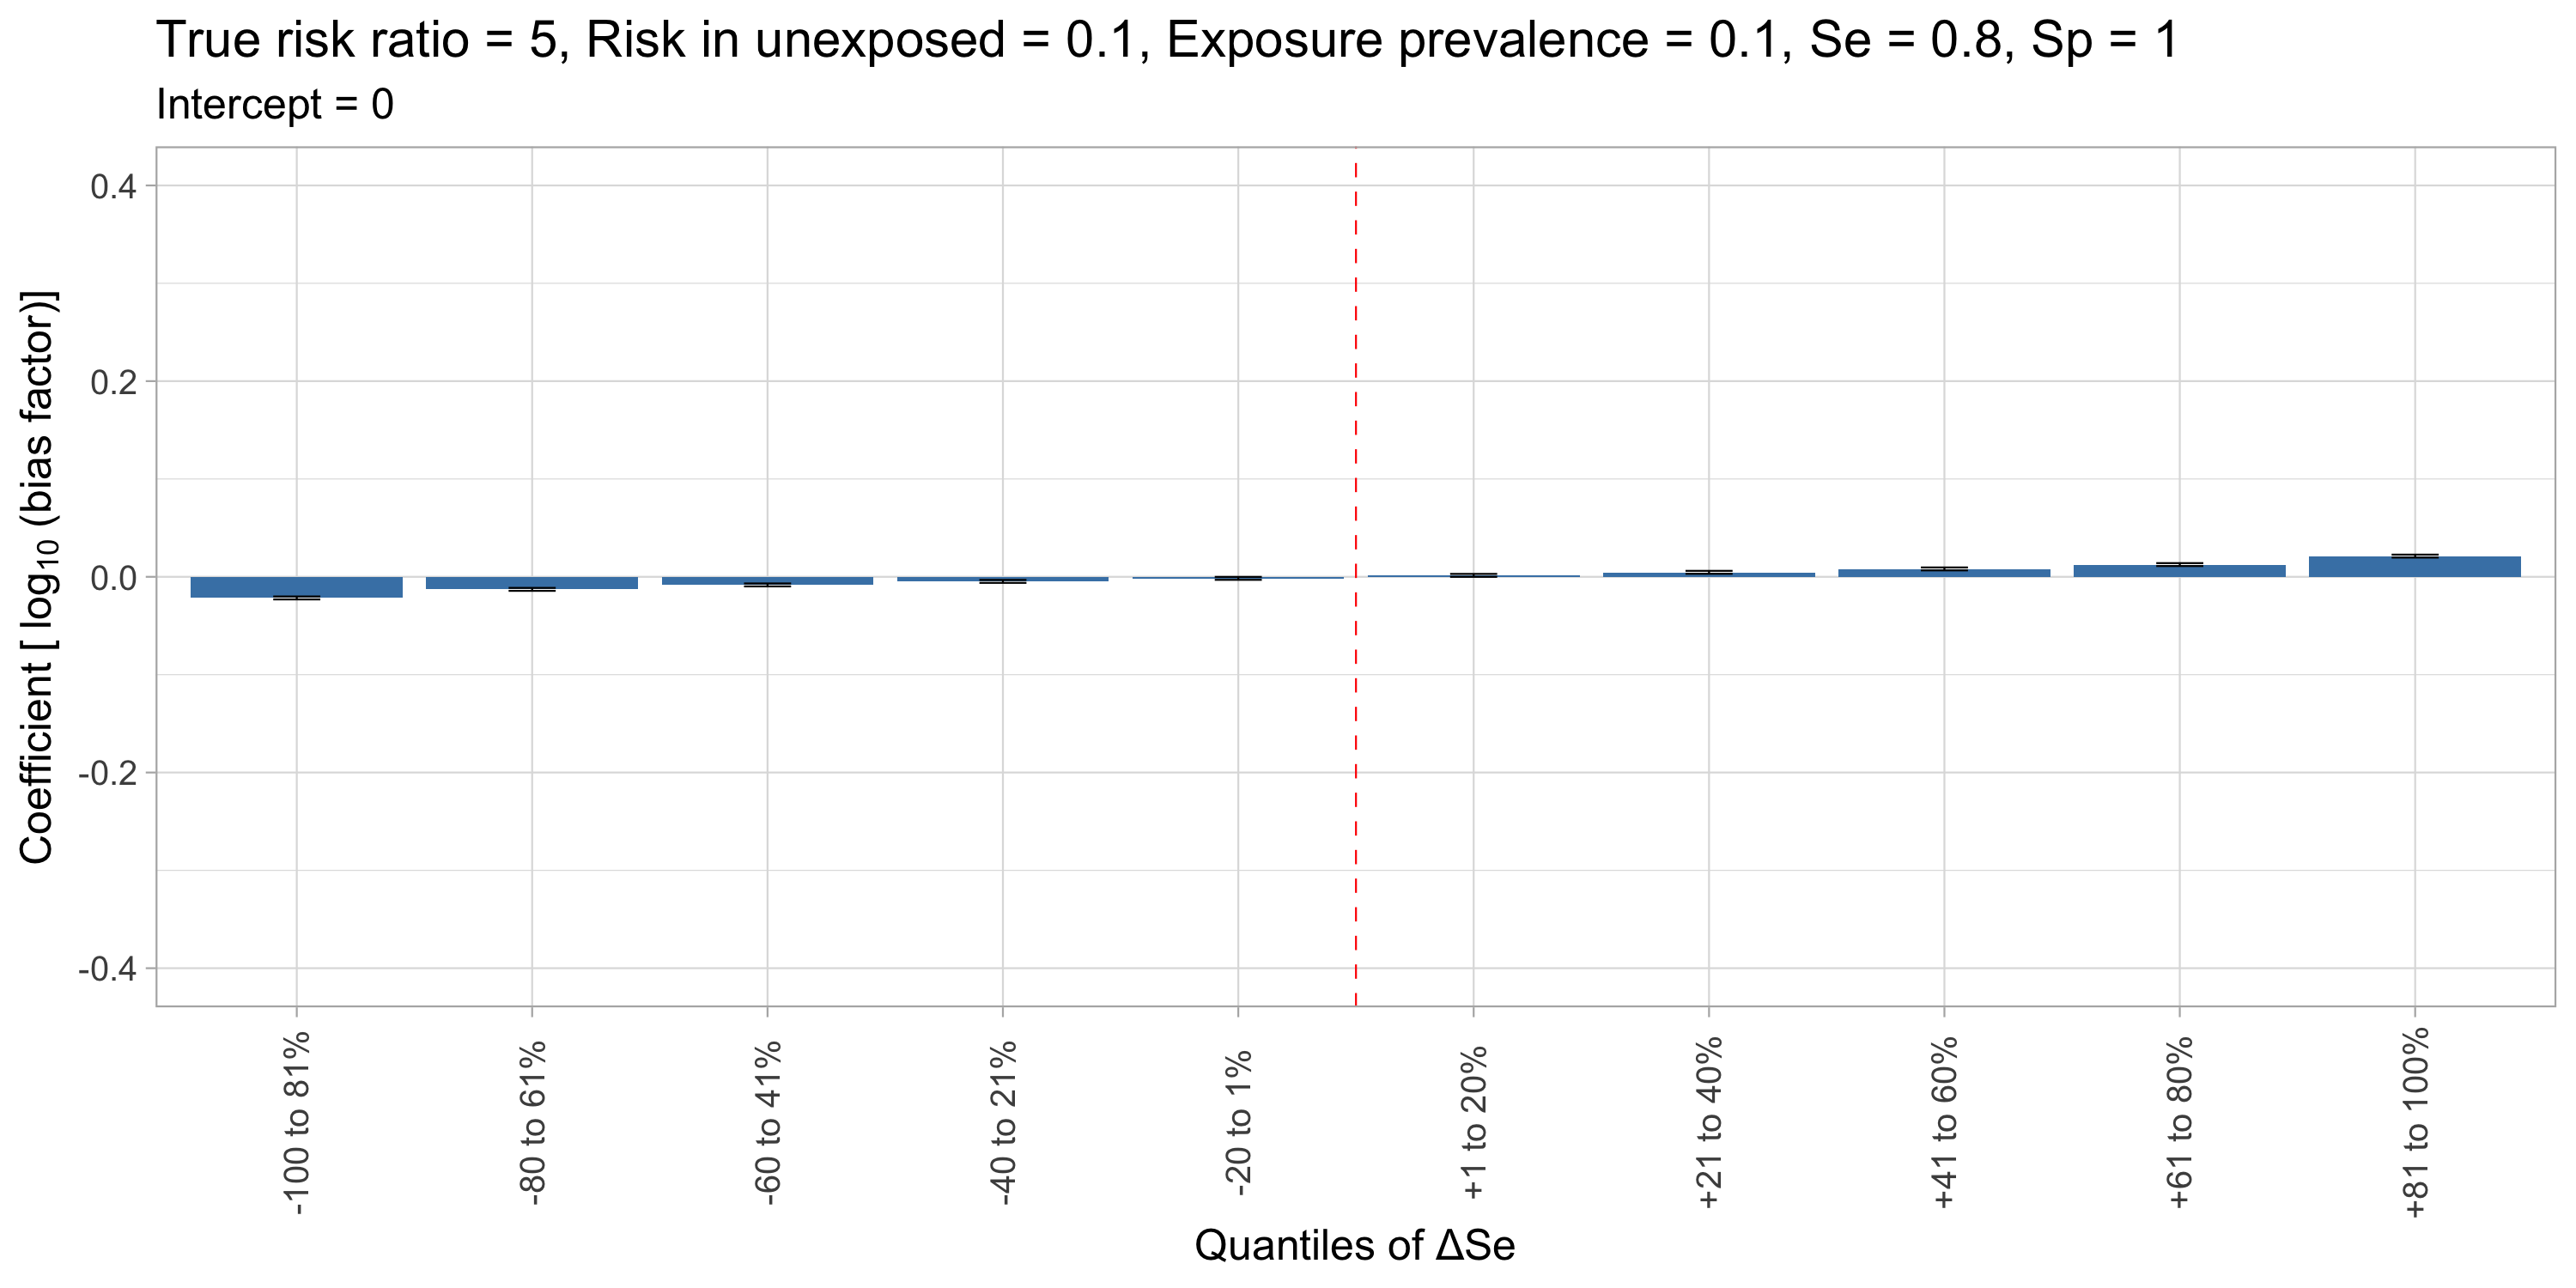 True risk ratio = 5, Risk in unexposed = 0.1, Exposure prevalence = 0.1, Se = 0.8, Sp = 1
Intercept = 0
Coefficient [ log₁₀ (bias factor)]
0.4
0.2
0.0
-0.2
-0.4
-100 to 81%
-80 to 61%
-60 to 41%
-40 to 21%
-20 to 1%
+1 to 20%
+21 to 40%
+41 to 60%
+61 to 80%
+81 to 100%
Quantiles of ΔSe